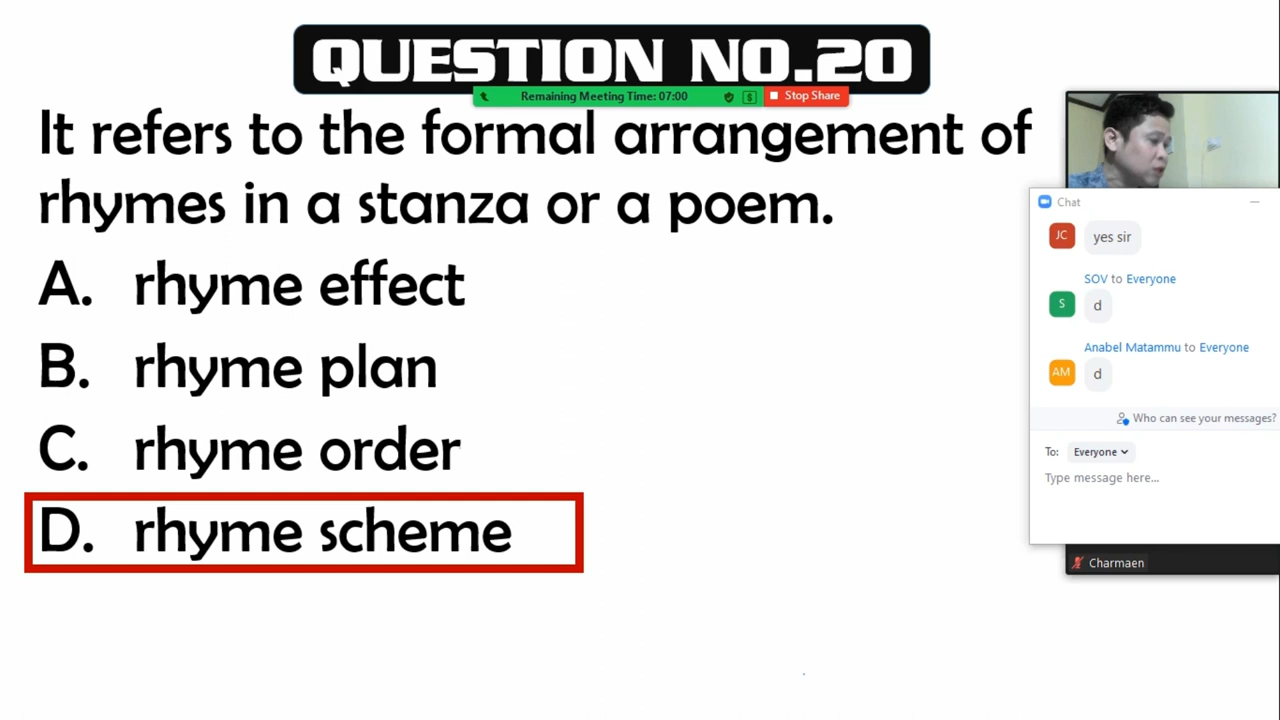 QUESTION NO.20
Remaining Meeting Time: 07:00
$
Stop Share
It refers to the formal arrangement of
rhymes in a stanza or a poem.
A. rhyme effect
B. rhyme plan
C. rhyme order
D. rhyme scheme
Chat
JC
yes sir
SOV to Everyone
S
d
Anabel Matammu to Everyone
AM
d
Who can see your messages?
To: Everyone
Type message here...
Charmaen